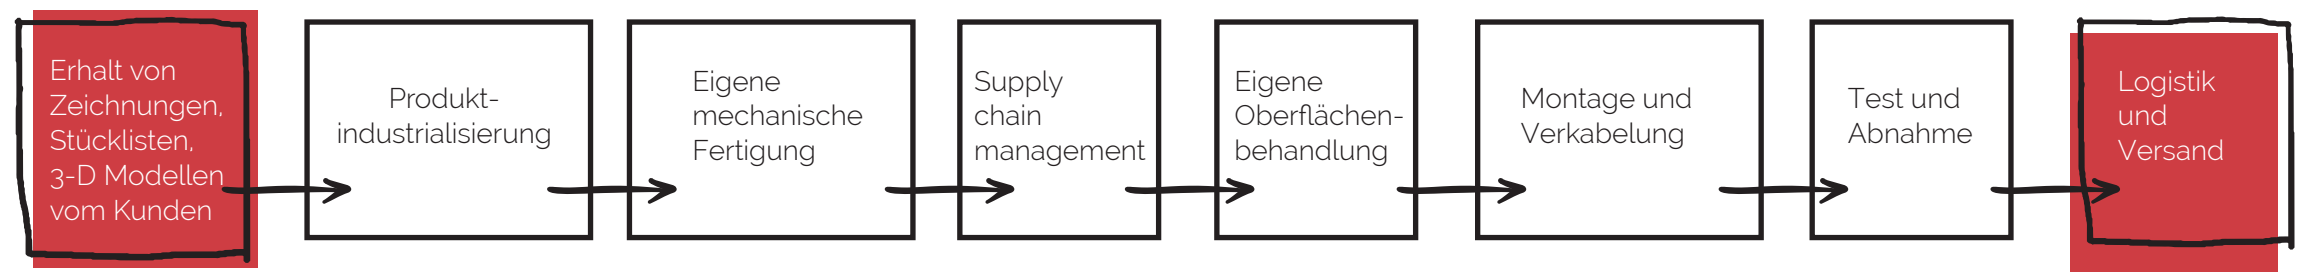 Erhalt von
Zeichnungen,
Stücklisten,
3-D Modellen
vom Kunden
Produkt-
industrialisierung
Eigene
mechanische
Fertigung
Supply
chain
management
Eigene
Oberflächen-
behandlung
Montage und
Verkabelung
Test und
Abnahme
Logistik
und
Versand